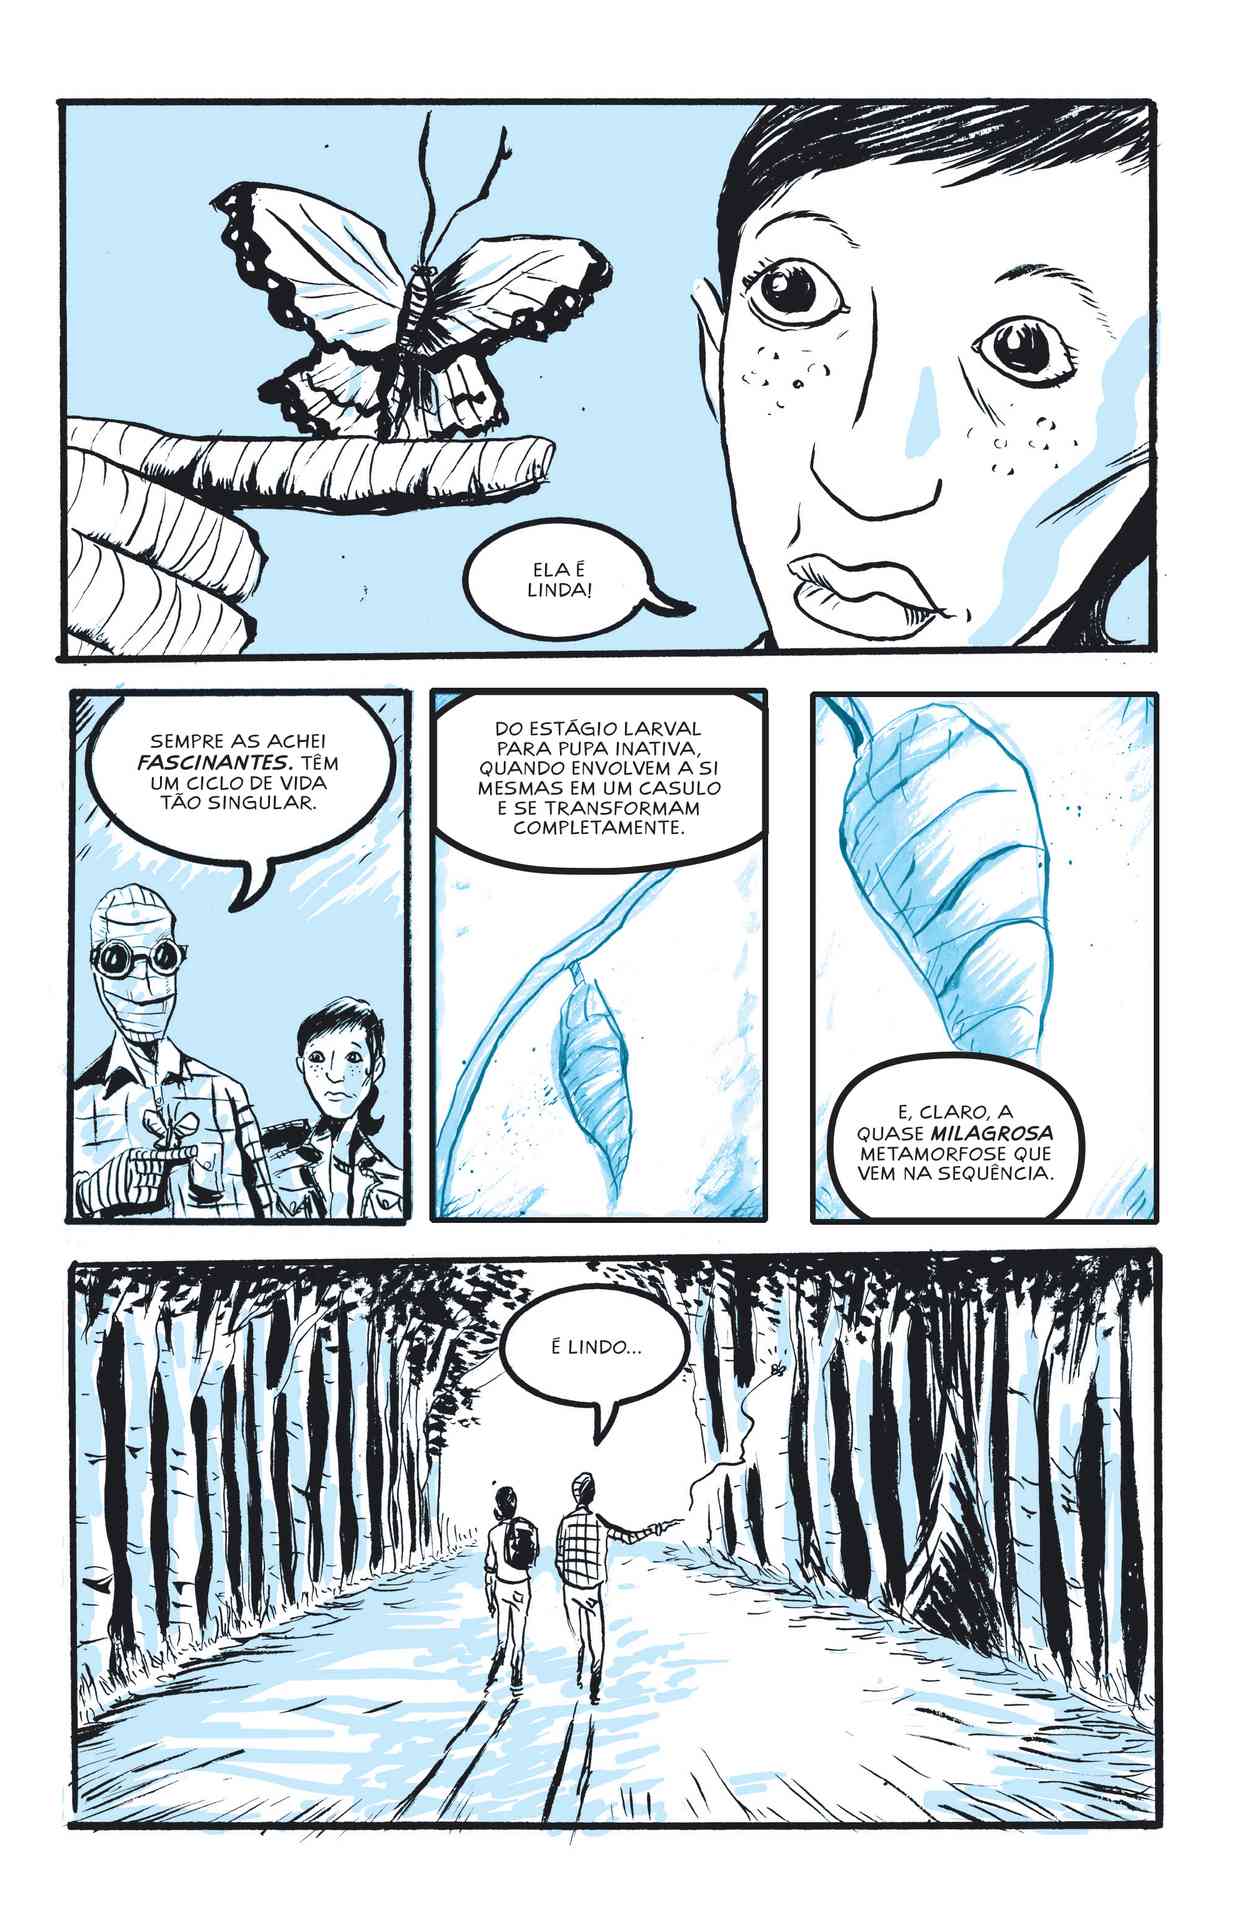 ELA É
LINDA!
SEMPRE AS ACHEI
FASCINANTES. TÊM
UM CICLO DE VIDA
TÃO SINGULAR.
DO ESTÁGIO LARVAL
PARA PUPA INATIVA,
QUANDO ENVOLVEM A SI
MESMAS EM UM CASULO
E SE TRANSFORMAM
COMPLETAMENTE.
E, CLARO, A
QUASE MILAGROSA
METAMORFOSE QUE
VEM NA SEQUÊNCIA.
É LINDO...